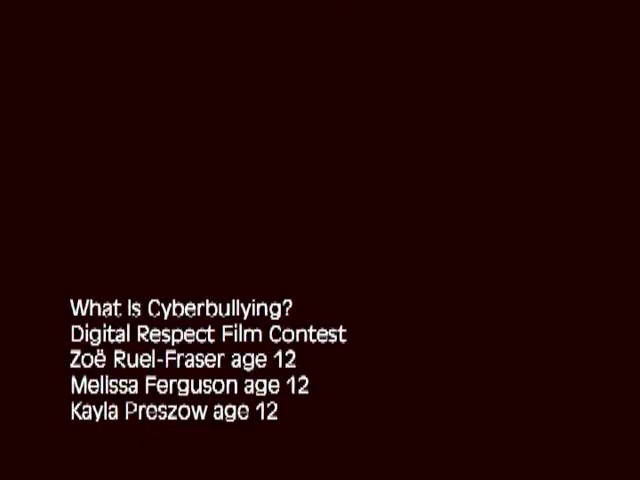 What Is Cyberbullying?
Digital Respect Film Contest
Zoë Ruel-Fraser age 12
Melissa Ferguson age 12
Kayla Preszow age 12